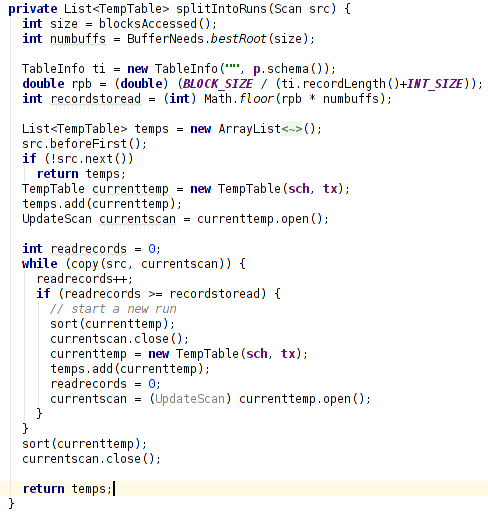 private List<TempTable> splitIntoRuns(Scan src) {
  int size = blocksAccessed();
  int numbuffs = BufferNeeds.bestRoot(size);

  TableInfo ti = new TableInfo("", p.schema());
  double rpb = (double) (BLOCK_SIZE / (ti.recordLength()+INT_SIZE));
  int recordstoread = (int) Math.floor(rpb * numbuffs);

  List<TempTable> temps = new ArrayList<~>();
  src.beforeFirst();
  if (!src.next())
    return temps;
  TempTable currenttemp = new TempTable(sch, tx);
  temps.add(currenttemp);
  UpdateScan currentscan = currenttemp.open();

  int readrecords = 0;
  while (copy(src, currentscan)) {
    readrecords++;
    if (readrecords >= recordstoread) {
      // start a new run
      sort(currenttemp);
      currentscan.close();
      currenttemp = new TempTable(sch, tx);
      temps.add(currenttemp);
      readrecords = 0;
      currentscan = (UpdateScan) currenttemp.open();
    }
  }
  sort(currenttemp);
  currentscan.close();

  return temps;
}